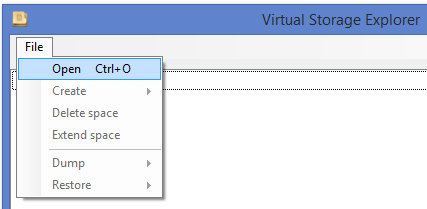 Virtual Storage Explorer
File
Open Ctrl+O
Create
Delete space
Extend space
Dump
Restore